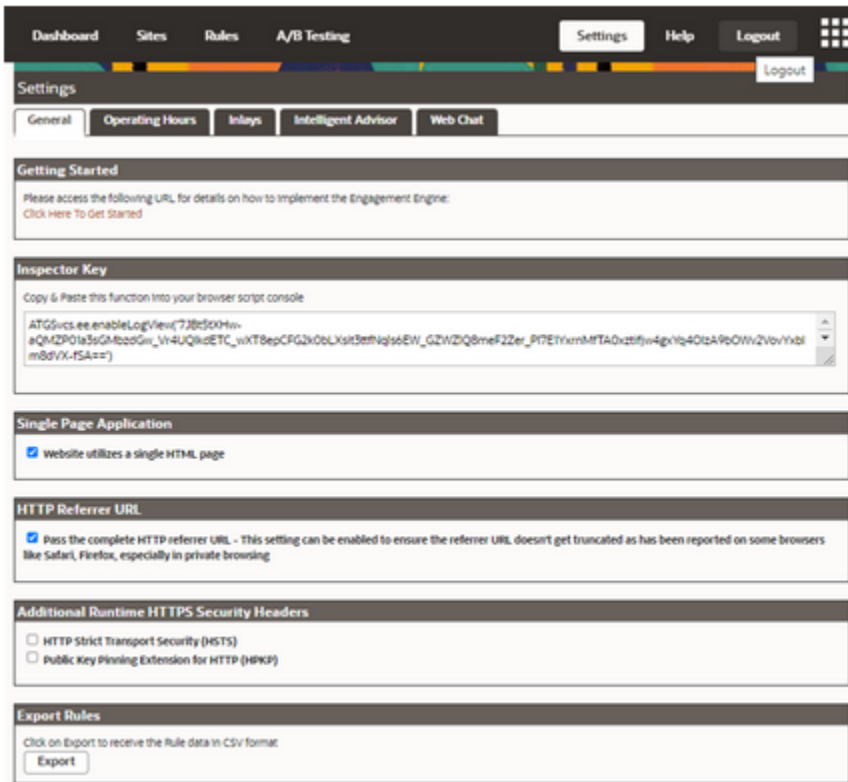 Dashboard Sites Rules A/B Testing Settings Help Logout
Logout
Settings
General Operating Hours Inlays Intelligent Advisor Web Chat
Getting Started
Please access the following URL for details on how to implement the Engagement Engine:
Click Here To Get Started
Inspector Key
Copy & Paste this function into your browser script console
Single Page Application
Website utilizes a single HTML page
HTTP Referrer URL
Pass the complete HTTP referrer URL - This setting can be enabled to ensure the referrer URL doesn't get truncated as has been reported on some browsers
like Safari, Firefox, especially in private browsing
Additional Runtime HTTPS Security Headers
HTTP Strict Transport Security (HSTS)
Public Key Pinning Extension for HTTP (HPKP)
Export Rules
Click on Export to receive the Rule data in CSV format
Export